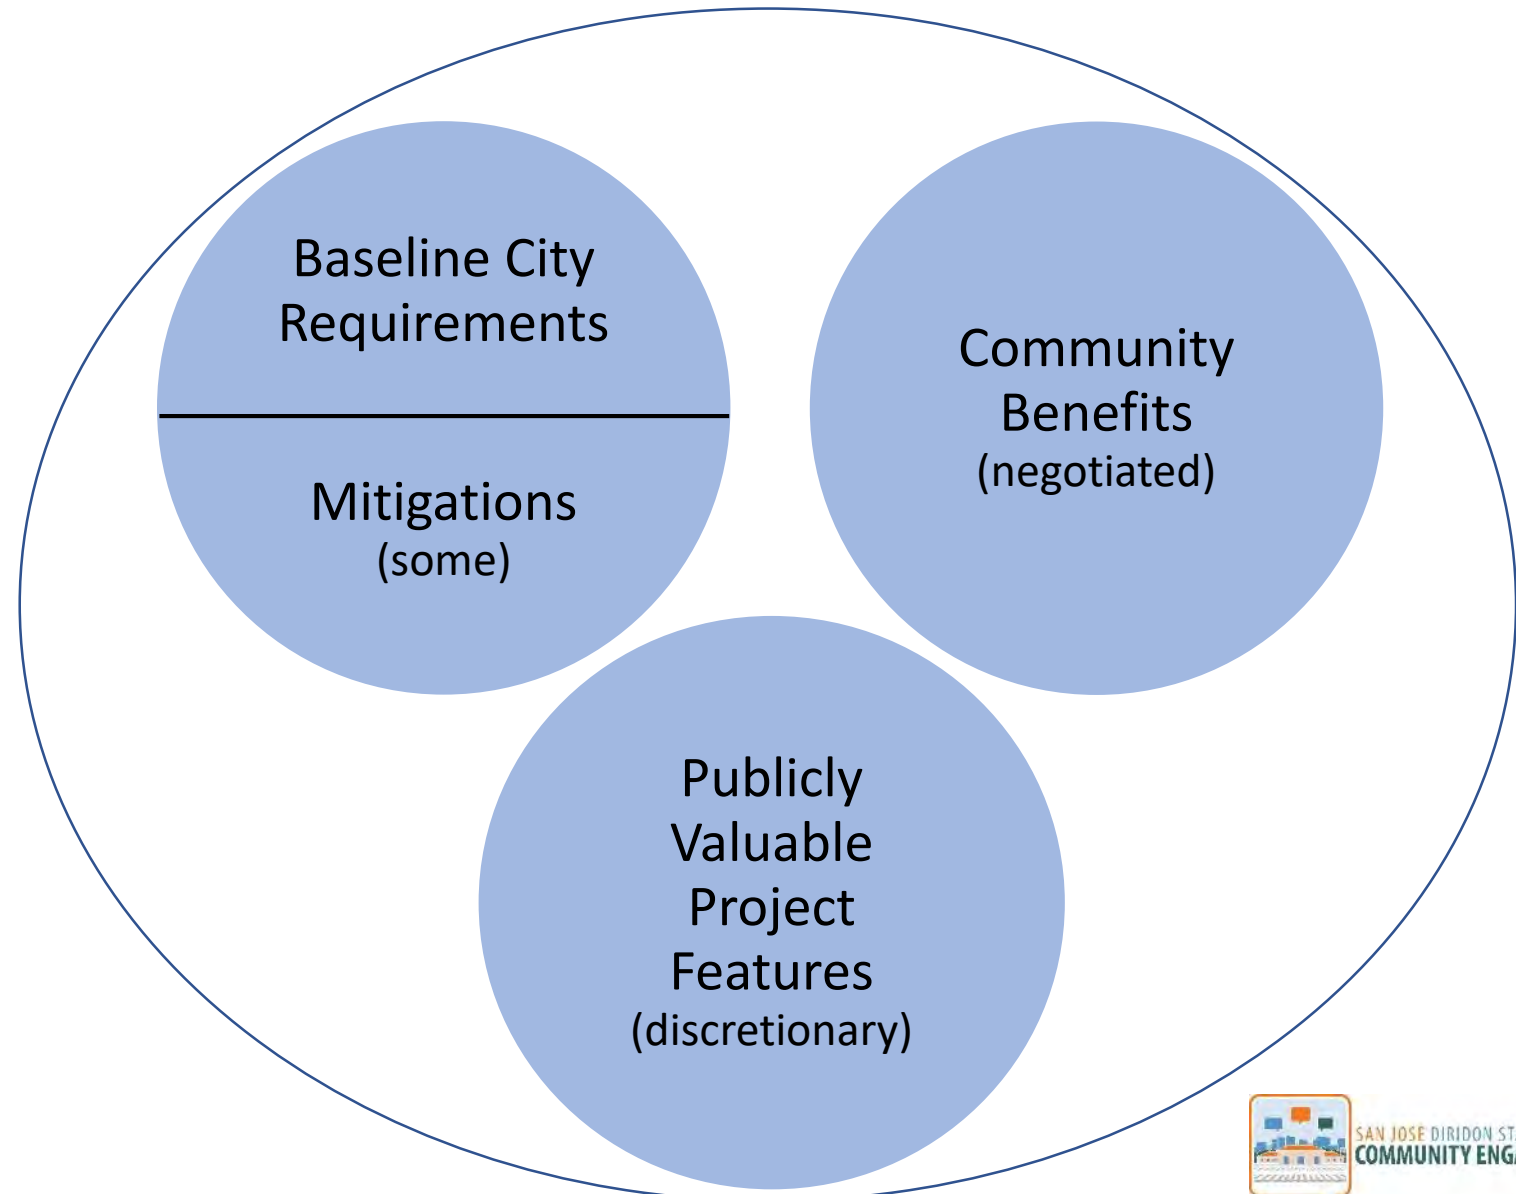 Baseline City
Requirements
Mitigations
(some)
Community
Benefits
(negotiated)
Publicly
Valuable
Project
Features
(discretionary)
SAN JOSE DIRIDON ST
COMMUNITY ENG